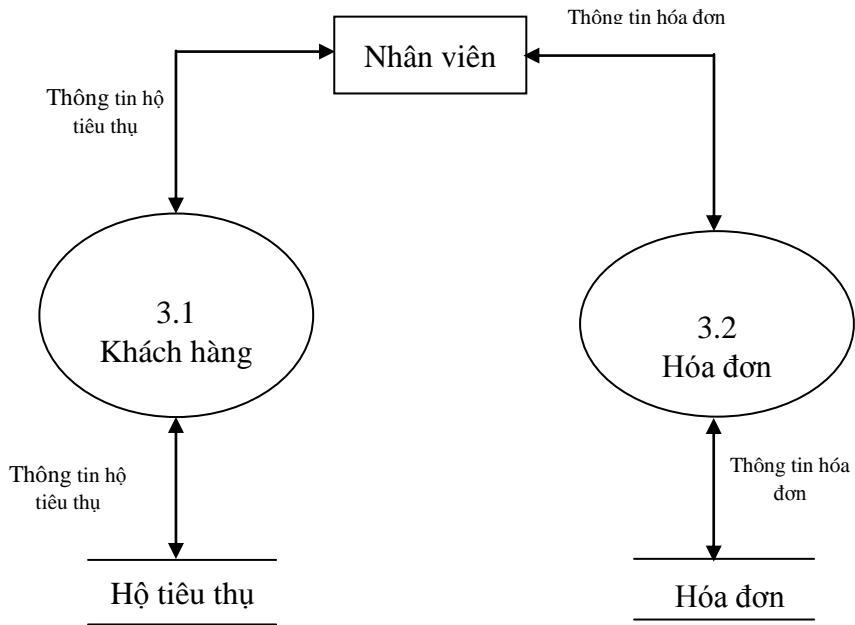 Thông tin hóa đơn
Nhân viên
Thông tin hộ
tiêu thụ
3.1
Khách hàng
3.2
Hóa đơn
Thông tin hộ
tiêu thụ
Thông tin hóa
đơn
Hộ tiêu thụ
Hóa đơn